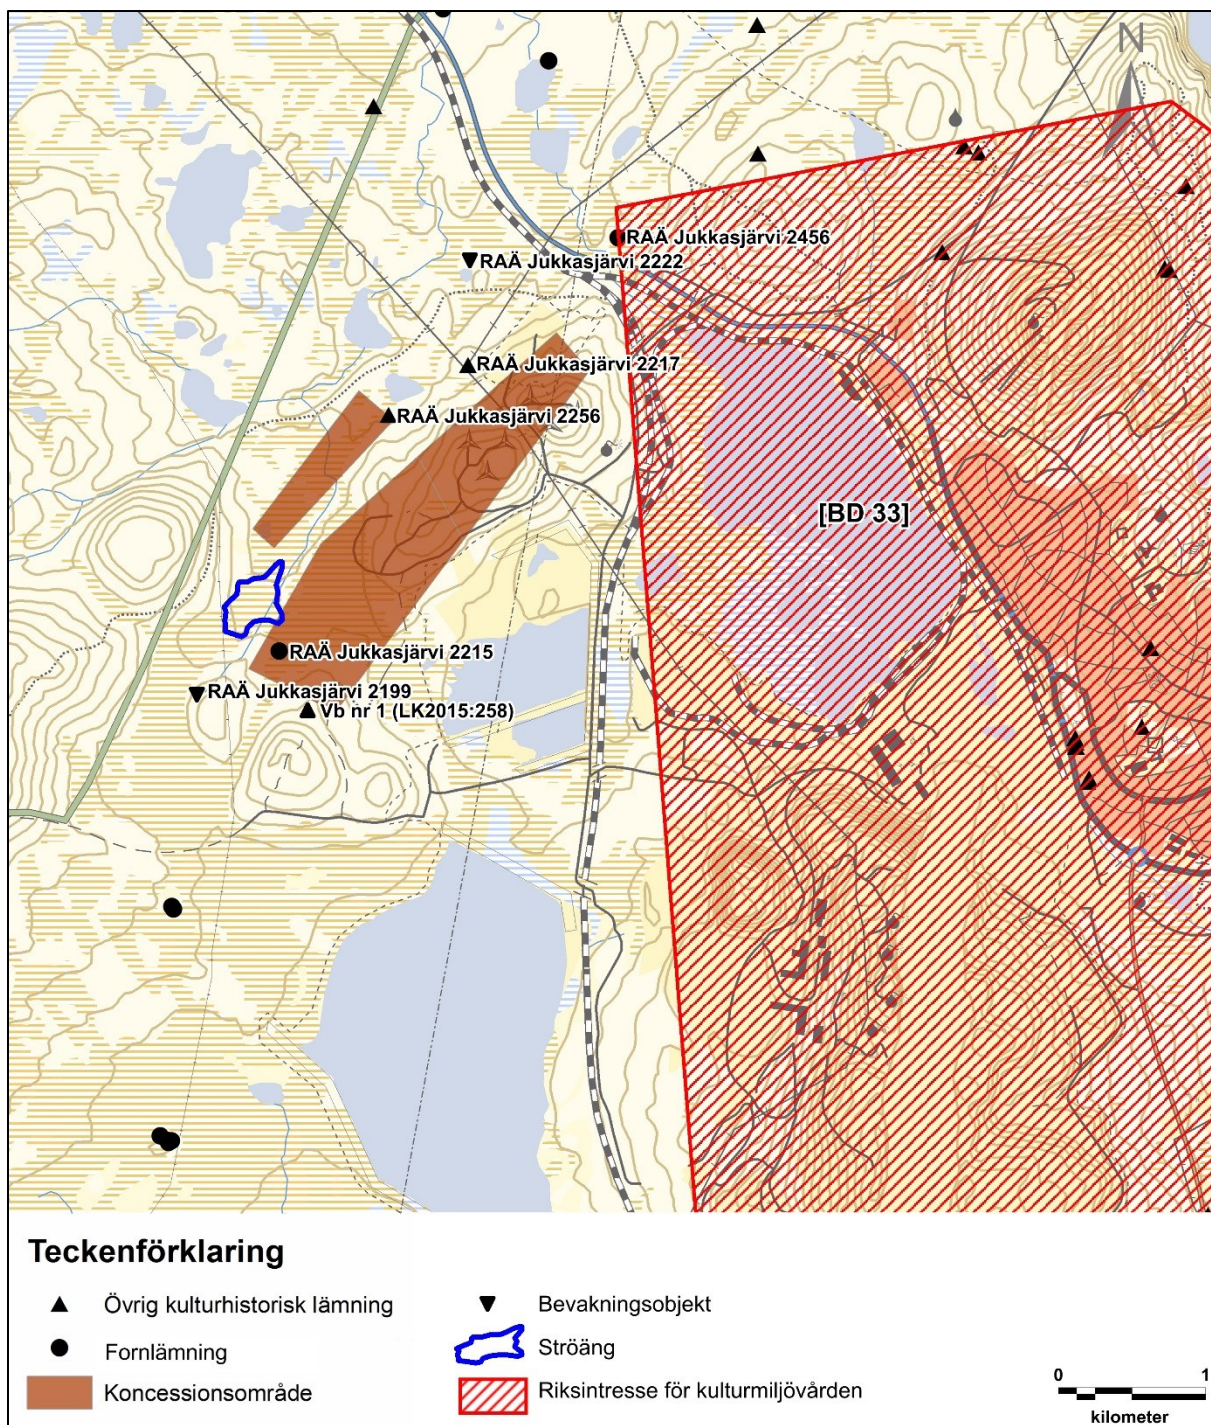 N
RAÄ Jukkasjärvi 2456
RAÄ Jukkasjärvi 2222
RAÄ Jukkasjärvi 2217
RAÄ Jukkasjärvi 2256
[BD 33]
RAÄ Jukkasjärvi 2215
RAÄ Jukkasjärvi 2199
Vb nr 1 (LK2015:258)
Teckenförklaring
Övrig kulturhistorisk lämning
Bevakningsobjekt
Fornlämning
Ströäng
Koncessionsområde
Riksintresse för kulturmiljövården
0 1
kilometer